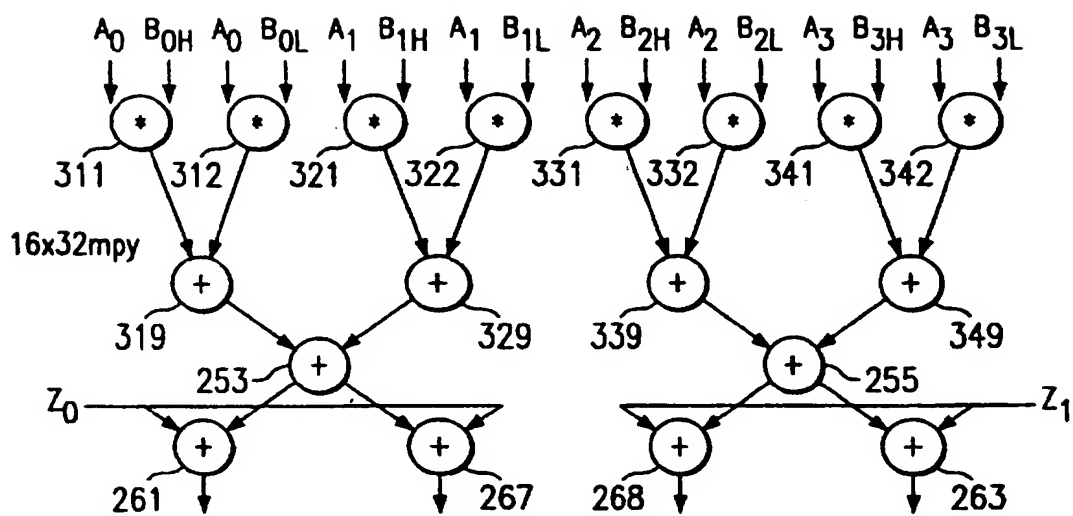 A0 B0H A0 B0L A1 B1H A1 B1L A2 B2H A2 B2L A3 B3H A3 B3L
* * * * * * * *
311 312 321 322 331 332 341 342
16x32mpy
+ + + +
319 329 339 349
+ +
253 255
Z0 Z1
+ + + +
261 267 268 263